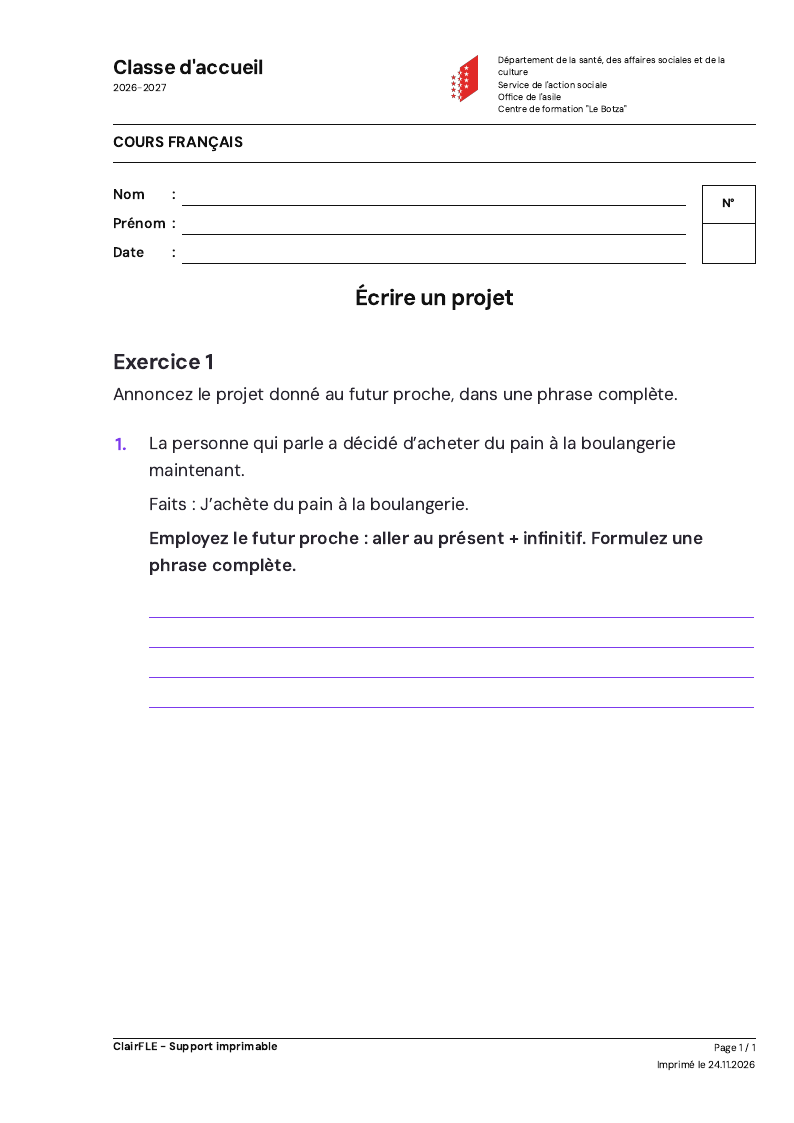 Classe d'accueil
2026-2027
Département de la santé, des affaires sociales et de la
culture
Service de l'action sociale
Office de l'asile
Centre de formation "Le Botza"
COURS FRANÇAIS
Nom :
Prénom :
Date :
N°
Écrire un projet
Exercice 1
Annoncez le projet donné au futur proche, dans une phrase complète.
1. La personne qui parle a décidé d’acheter du pain à la boulangerie
maintenant.
Faits : J’achète du pain à la boulangerie.
Employez le futur proche : aller au présent + infinitif. Formulez une
phrase complète.
ClairFLE - Support imprimable
Page 1 / 1
Imprimé le 24.11.2026